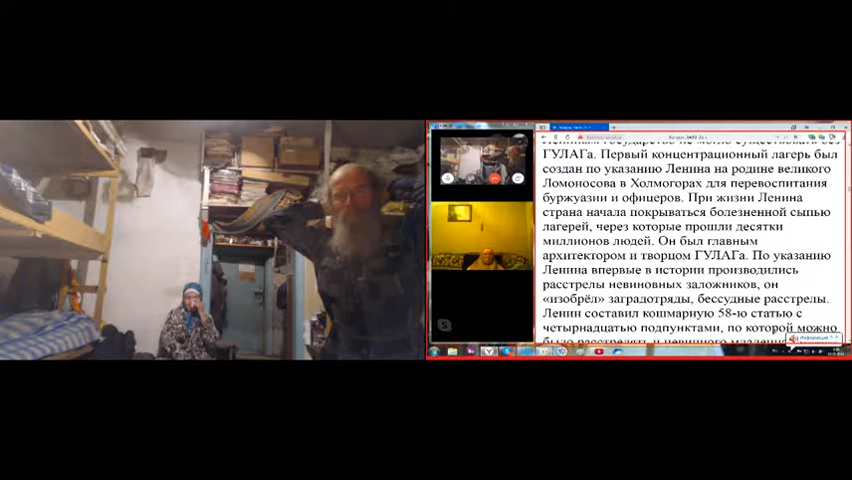 ГУЛАГа. Первый концентрационный лагерь был
создан по указанию Ленина на родине великого
Ломоносова в Холмогорах для перевоспитания
буржуазии и офицеров. При жизни Ленина
страна начала покрываться болезненной сыпью
лагерей, через которые прошли десятки
миллионов людей. Он был главным
архитектором и творцом ГУЛАГа. По указанию
Ленина впервые в истории производились
расстрелы невиновных заложников, он
«изобрёл» заградотряды, бессудные расстрелы.
Ленин составил кошмарную 58-ю статью с
четырнадцатью подпунктами, по которой можно